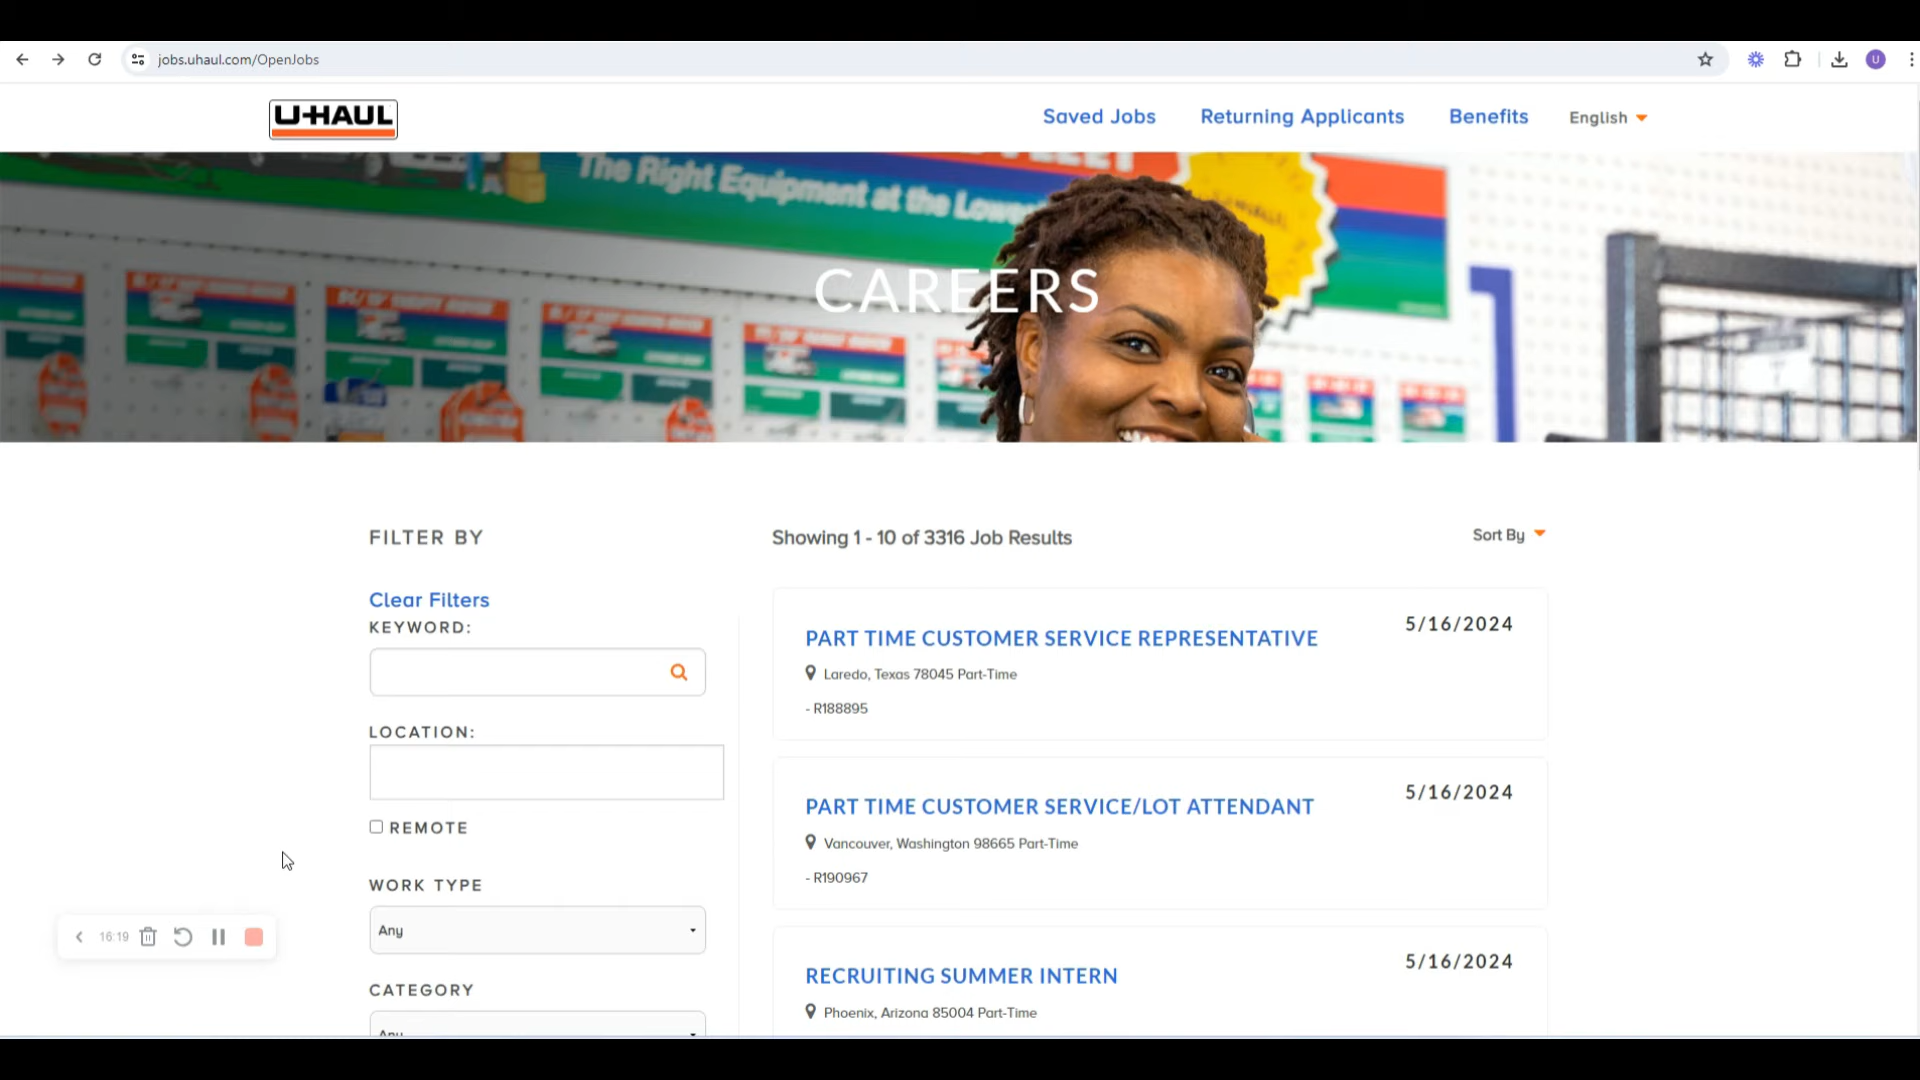 jobs.uhaul.com/OpenJobs
U
U-HAUL
Saved Jobs
Returning Applicants
Benefits
English
The Right Equipment at the Lowe
CAREERS
FILTER BY
Showing 1 - 10 of 3316 Job Results
Sort By
Clear Filters
KEYWORD:
PART TIME CUSTOMER SERVICE REPRESENTATIVE
5/16/2024
Laredo, Texas 78045 Part-Time
- R188895
LOCATION:
PART TIME CUSTOMER SERVICE/LOT ATTENDANT
5/16/2024
REMOTE
Vancouver, Washington 98665 Part-Time
- R190967
WORK TYPE
Any
16:19
RECRUITING SUMMER INTERN
5/16/2024
CATEGORY
Phoenix, Arizona 85004 Part-Time
Any